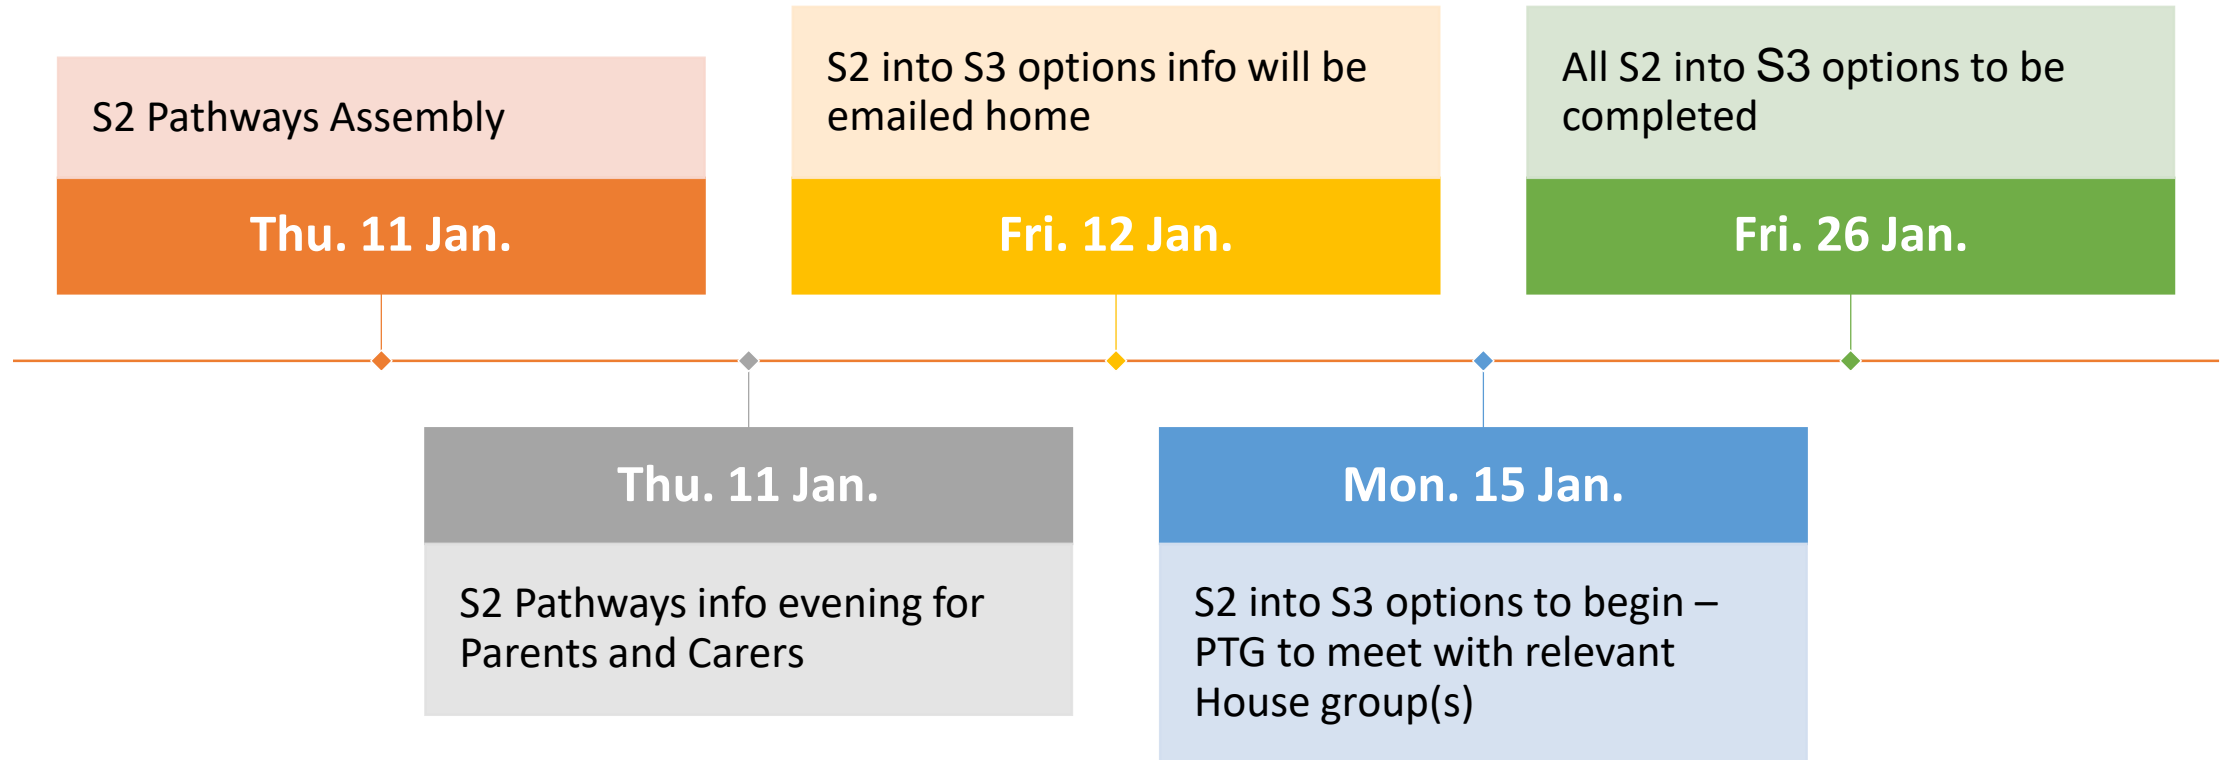 S2 Pathways Assembly
Thu. 11 Jan.
Thu. 11 Jan.
S2 Pathways info evening for
Parents and Carers
S2 into S3 options info will be
emailed home
Fri. 12 Jan.
Mon. 15 Jan.
S2 into S3 options to begin –
PTG to meet with relevant
House group(s)
All S2 into S3 options to be
completed
Fri. 26 Jan.